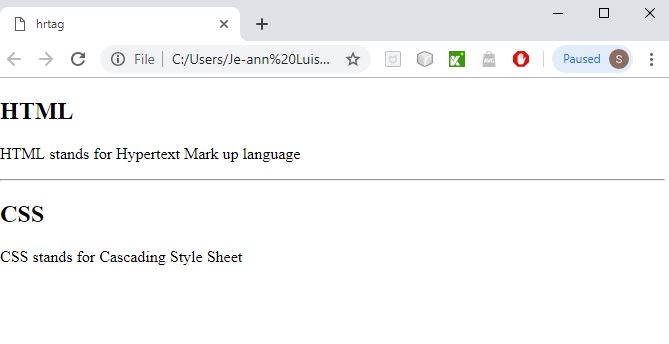 hrtag
File | C:/Users/Je-ann%20Luis... Paused S
HTML
HTML stands for Hypertext Mark up language
CSS
CSS stands for Cascading Style Sheet